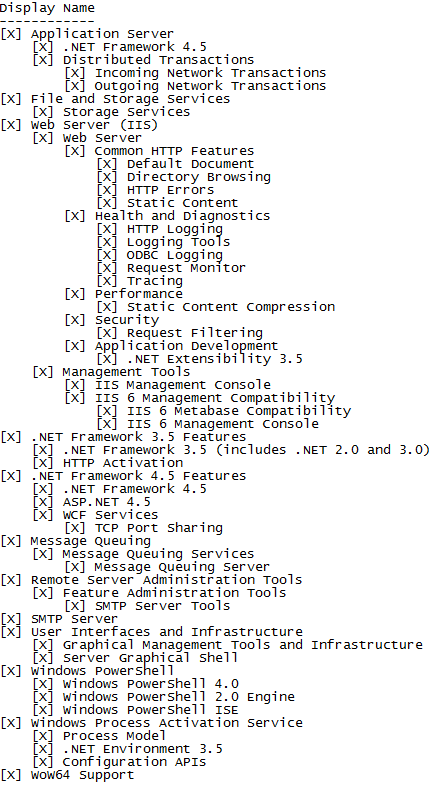 Display Name
------------
[X] Application Server
    [X] .NET Framework 4.5
    [X] Distributed Transactions
        [X] Incoming Network Transactions
        [X] Outgoing Network Transactions
[X] File and Storage Services
    [X] Storage Services
[X] Web Server (IIS)
    [X] Web Server
        [X] Common HTTP Features
            [X] Default Document
            [X] Directory Browsing
            [X] HTTP Errors
            [X] Static Content
        [X] Health and Diagnostics
            [X] HTTP Logging
            [X] Logging Tools
            [X] ODBC Logging
            [X] Request Monitor
            [X] Tracing
        [X] Performance
            [X] Static Content Compression
        [X] Security
            [X] Request Filtering
        [X] Application Development
            [X] .NET Extensibility 3.5
    [X] Management Tools
        [X] IIS Management Console
        [X] IIS 6 Management Compatibility
            [X] IIS 6 Metabase Compatibility
            [X] IIS 6 Management Console
[X] .NET Framework 3.5 Features
    [X] .NET Framework 3.5 (includes .NET 2.0 and 3.0)
    [X] HTTP Activation
[X] .NET Framework 4.5 Features
    [X] .NET Framework 4.5
    [X] ASP.NET 4.5
    [X] WCF Services
        [X] TCP Port Sharing
[X] Message Queuing
    [X] Message Queuing Services
        [X] Message Queuing Server
[X] Remote Server Administration Tools
    [X] Feature Administration Tools
        [X] SMTP Server Tools
[X] SMTP Server
[X] User Interfaces and Infrastructure
    [X] Graphical Management Tools and Infrastructure
    [X] Server Graphical Shell
[X] Windows PowerShell
    [X] Windows PowerShell 4.0
    [X] Windows PowerShell 2.0 Engine
    [X] Windows PowerShell ISE
[X] Windows Process Activation Service
    [X] Process Model
    [X] .NET Environment 3.5
    [X] Configuration APIs
[X] WoW64 Support